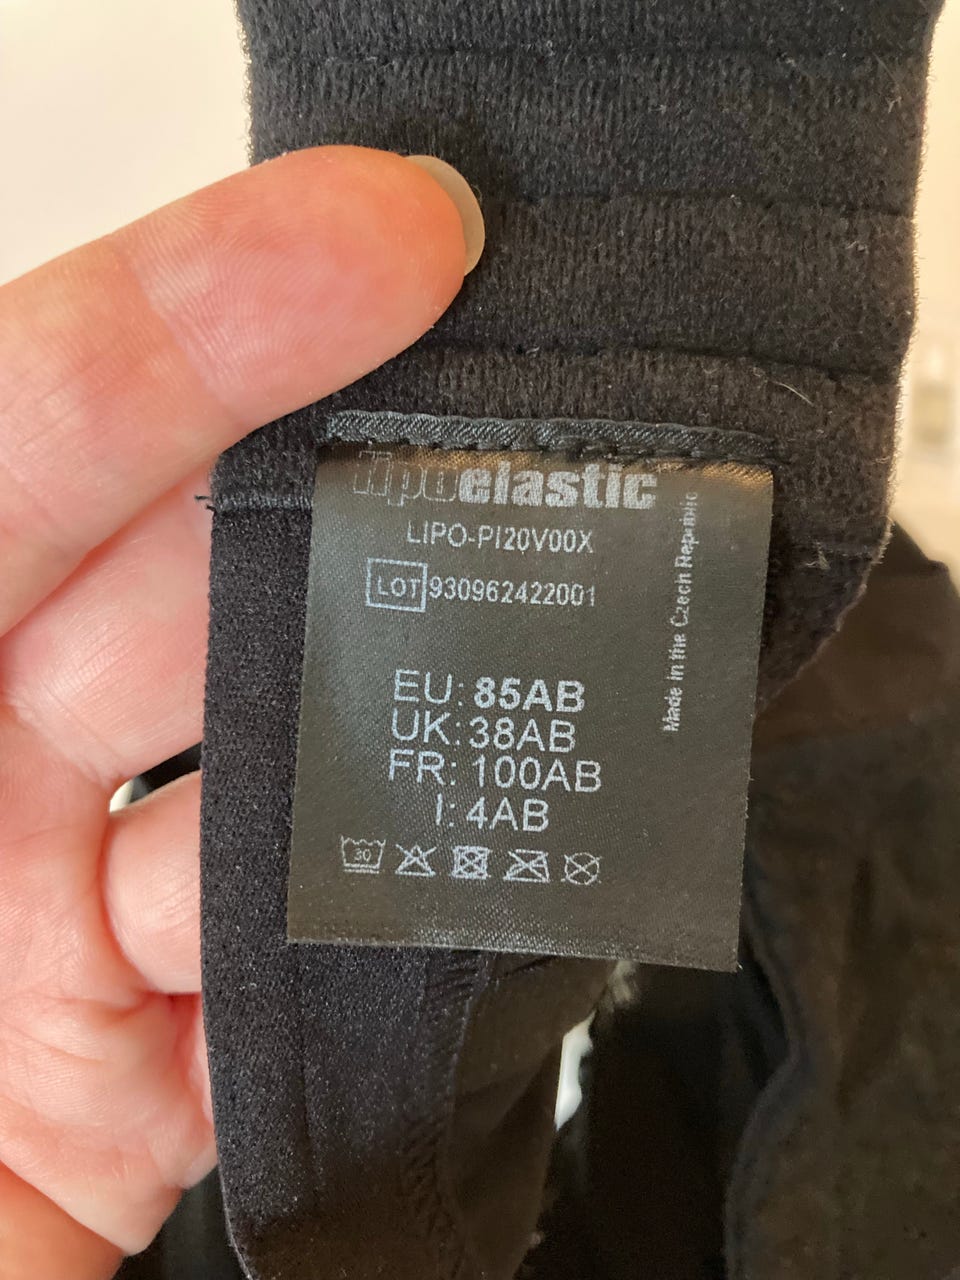 lipoelastic
LIPO-PI20V00X
LOT 930962422001
Made in the Czech Republic
EU: 85AB
UK: 38AB
FR: 100AB
I: 4AB
30